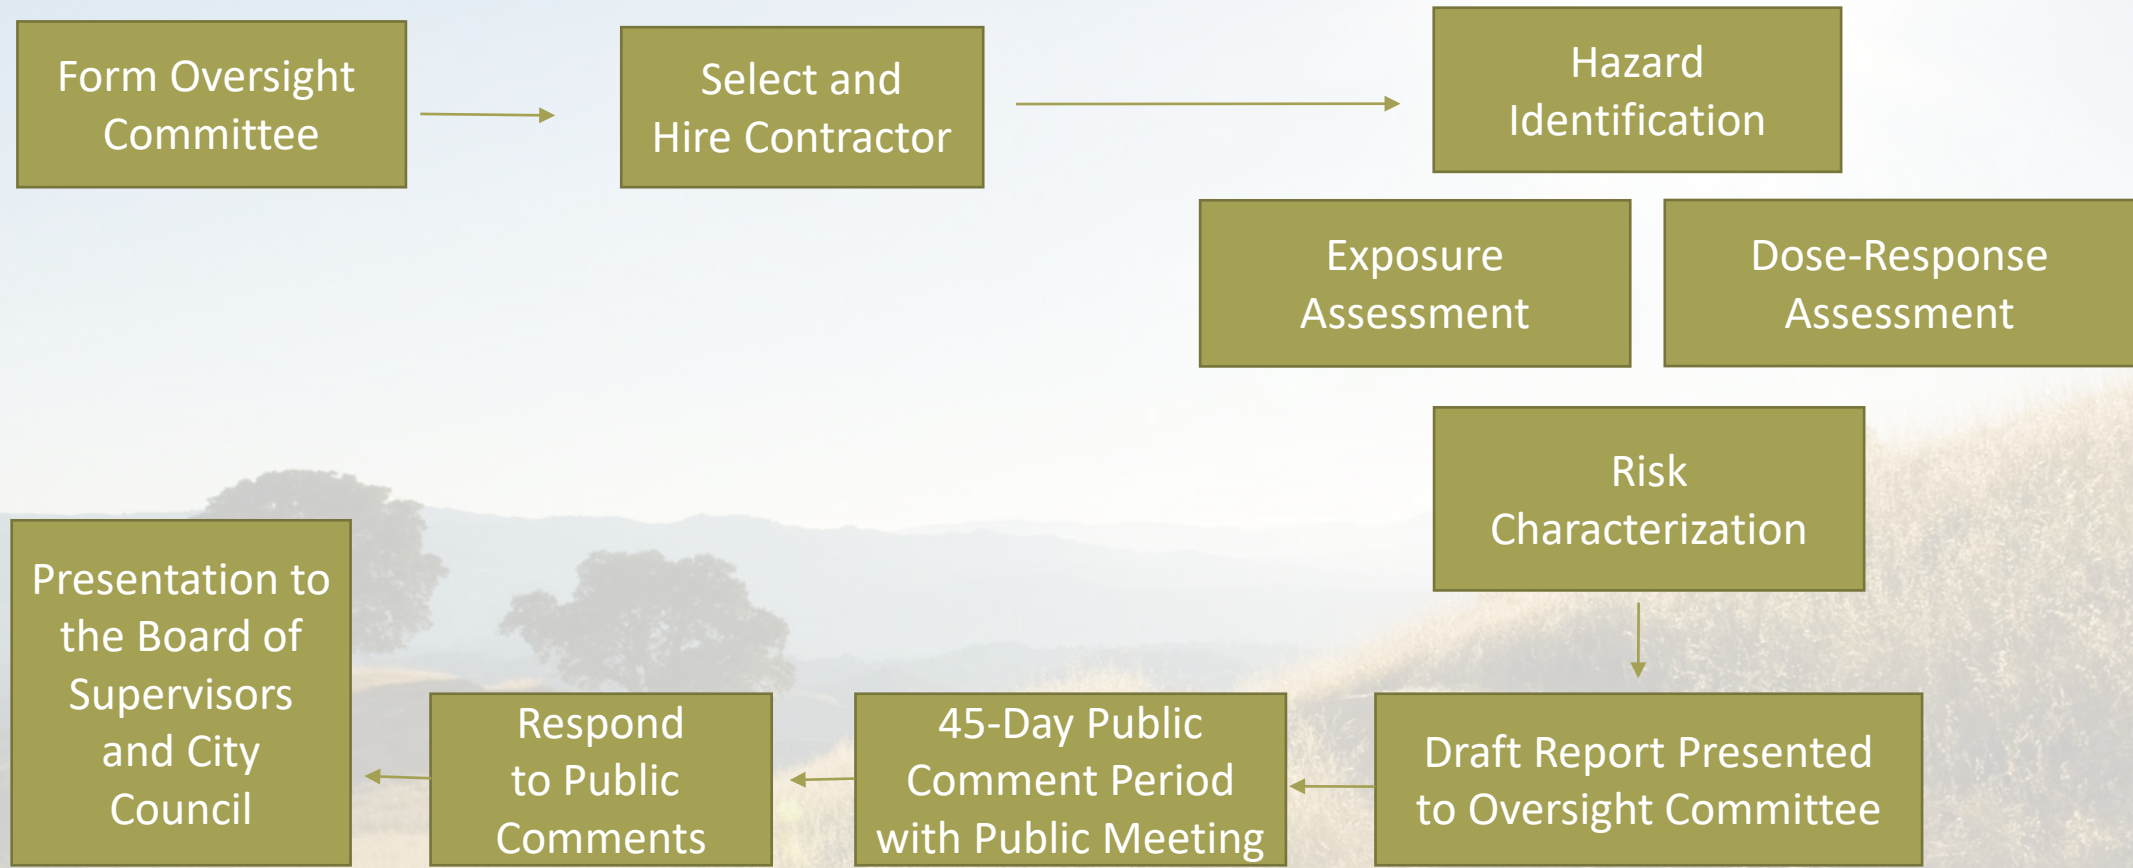 Form Oversight
Committee
Select and
Hire Contractor
Hazard
Identification
Exposure
Assessment
Dose-Response
Assessment
Risk
Characterization
Draft Report Presented
to Oversight Committee
45-Day Public
Comment Period
with Public Meeting
Respond
to Public
Comments
Presentation to
the Board of
Supervisors
and City
Council